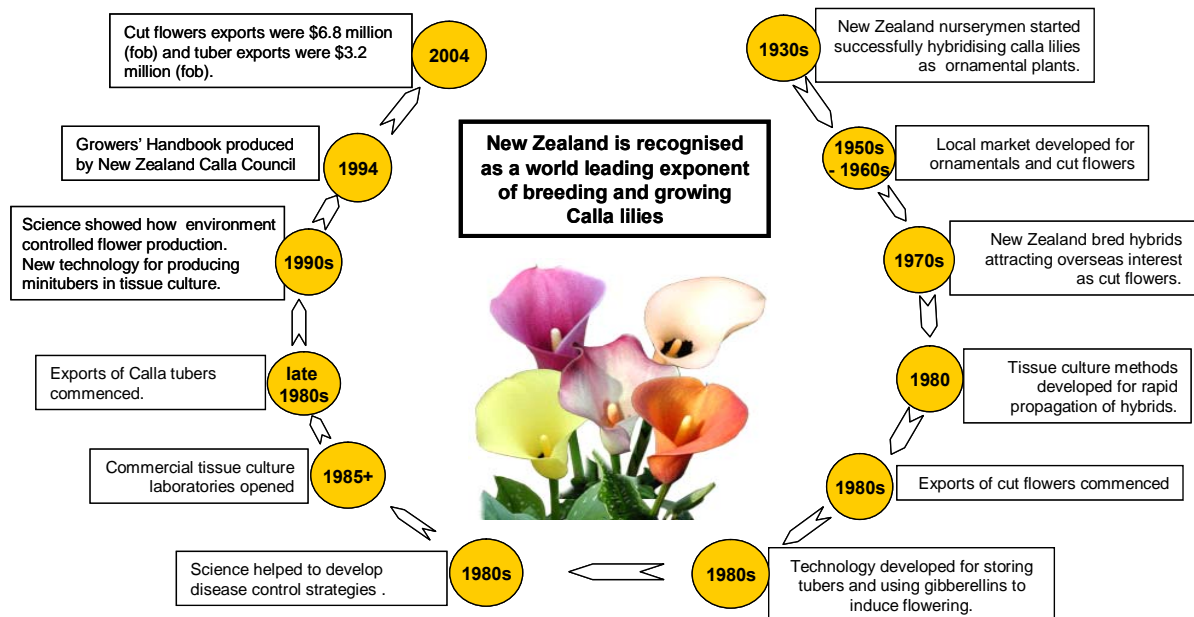 New Zealand is recognised
as a world leading exponent
of breeding and growing
Calla lilies
1930s
New Zealand nurserymen started
successfully hybridising calla lilies
as ornamental plants.
1950s
- 1960s
Local market developed for
ornamentals and cut flowers
1970s
New Zealand bred hybrids
attracting overseas interest
as cut flowers.
1980
Tissue culture methods
developed for rapid
propagation of hybrids.
1980s
Exports of cut flowers commenced
1980s
Technology developed for storing
tubers and using gibberellins to
induce flowering.
1980s
Science helped to develop
disease control strategies .
1985+
Commercial tissue culture
laboratories opened
late
1980s
Exports of Calla tubers
commenced.
1990s
Science showed how environment
controlled flower production.
New technology for producing
minitubers in tissue culture.
1994
Growers' Handbook produced
by New Zealand Calla Council
2004
Cut flowers exports were $6.8 million
(fob) and tuber exports were $3.2
million (fob).